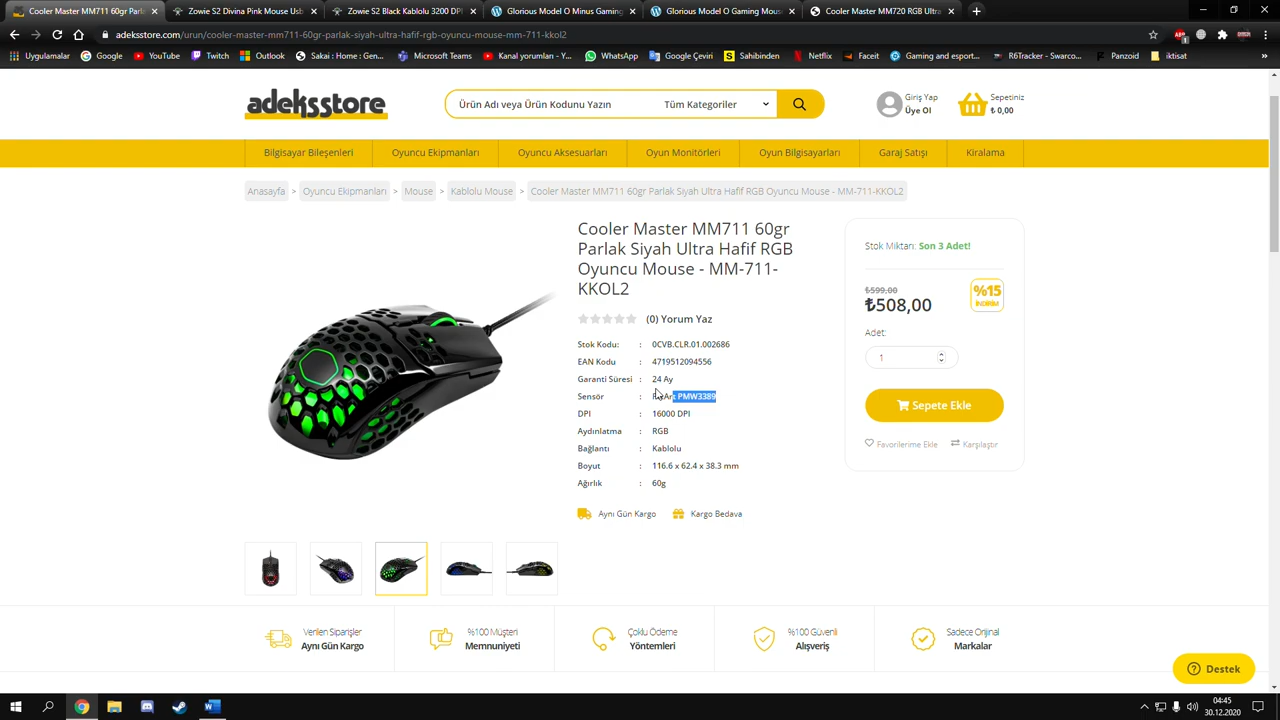 Cooler Master MM711 60gr Parl
Zowie S2 Divina Pink Mouse Usb
Zowie S2 Black Kablolu 3200 DPI
Glorious Model O Minus Gaming
Glorious Model O Gaming Mouse
Cooler Master MM720 RGB Ultra
adeksstore.com/urun/cooler-master-mm711-60gr-parlak-siyah-ultra-hafif-rgb-oyuncu-mouse-mm-711-kkol2
Uygulamalar
Google
YouTube
Twitch
Outlook
Sakai : Home : Gen...
Microsoft Teams
Kanal yorumları - Y...
WhatsApp
Google Çeviri
Sahibinden
Netflix
Faceit
Gaming and esport...
R6Tracker - Swarco...
Panzoid
iktisat
adeksstore
Ürün Adı veya Ürün Kodunu Yazın
Tüm Kategoriler
Giriş Yap
Üye Ol
Sepetiniz
₺ 0,00
Bilgisayar Bileşenleri
Oyuncu Ekipmanları
Oyuncu Aksesuarları
Oyun Monitörleri
Oyun Bilgisayarları
Garaj Satışı
Kiralama
Anasayfa > Oyuncu Ekipmanları > Mouse > Kablolu Mouse > Cooler Master MM711 60gr Parlak Siyah Ultra Hafif RGB Oyuncu Mouse - MM-711-KKOL2
Cooler Master MM711 60gr
Parlak Siyah Ultra Hafif RGB
Oyuncu Mouse - MM-711-
KKOL2
(0) Yorum Yaz
Stok Kodu: : 0CVB.CLR.01.002686
EAN Kodu : 4719512094556
Garanti Süresi : 24 Ay
Sensör : PixArt PMW3389
DPI : 16000 DPI
Aydınlatma : RGB
Bağlantı : Kablolu
Boyut : 116.6 x 62.4 x 38.3 mm
Ağırlık : 60g
Aynı Gün Kargo
Kargo Bedava
Stok Miktarı: Son 3 Adet!
₺599,00
₺508,00
%15
İNDİRİM
Adet:
1
Sepete Ekle
Favorilerime Ekle
Karşılaştır
Verilen Siparişler
Aynı Gün Kargo
%100 Müşteri
Memnuniyeti
Çoklu Ödeme
Yöntemleri
%100 Güvenli
Alışveriş
Sadece Orijinal
Markalar
Destek
04:45
30.12.2020